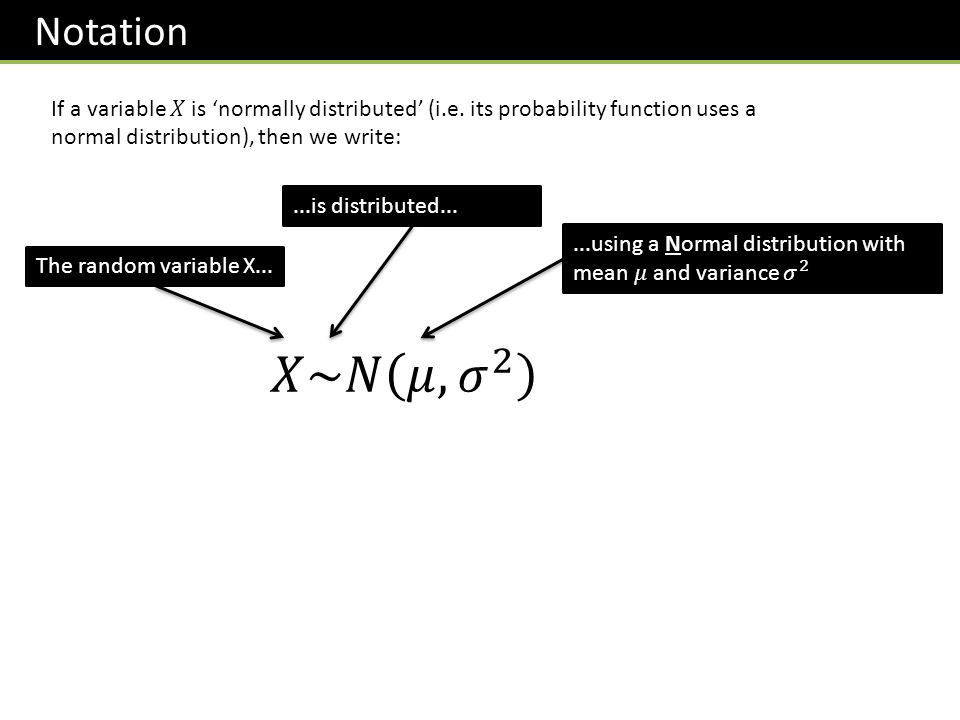 Notation
If a variable 𝑋 is ‘normally distributed’ (i.e. its probability function uses a
normal distribution), then we write:
...is distributed...
...using a Normal distribution with
mean 𝜇 and variance 𝜎²
The random variable X...
𝑋~𝑁(𝜇, 𝜎²)